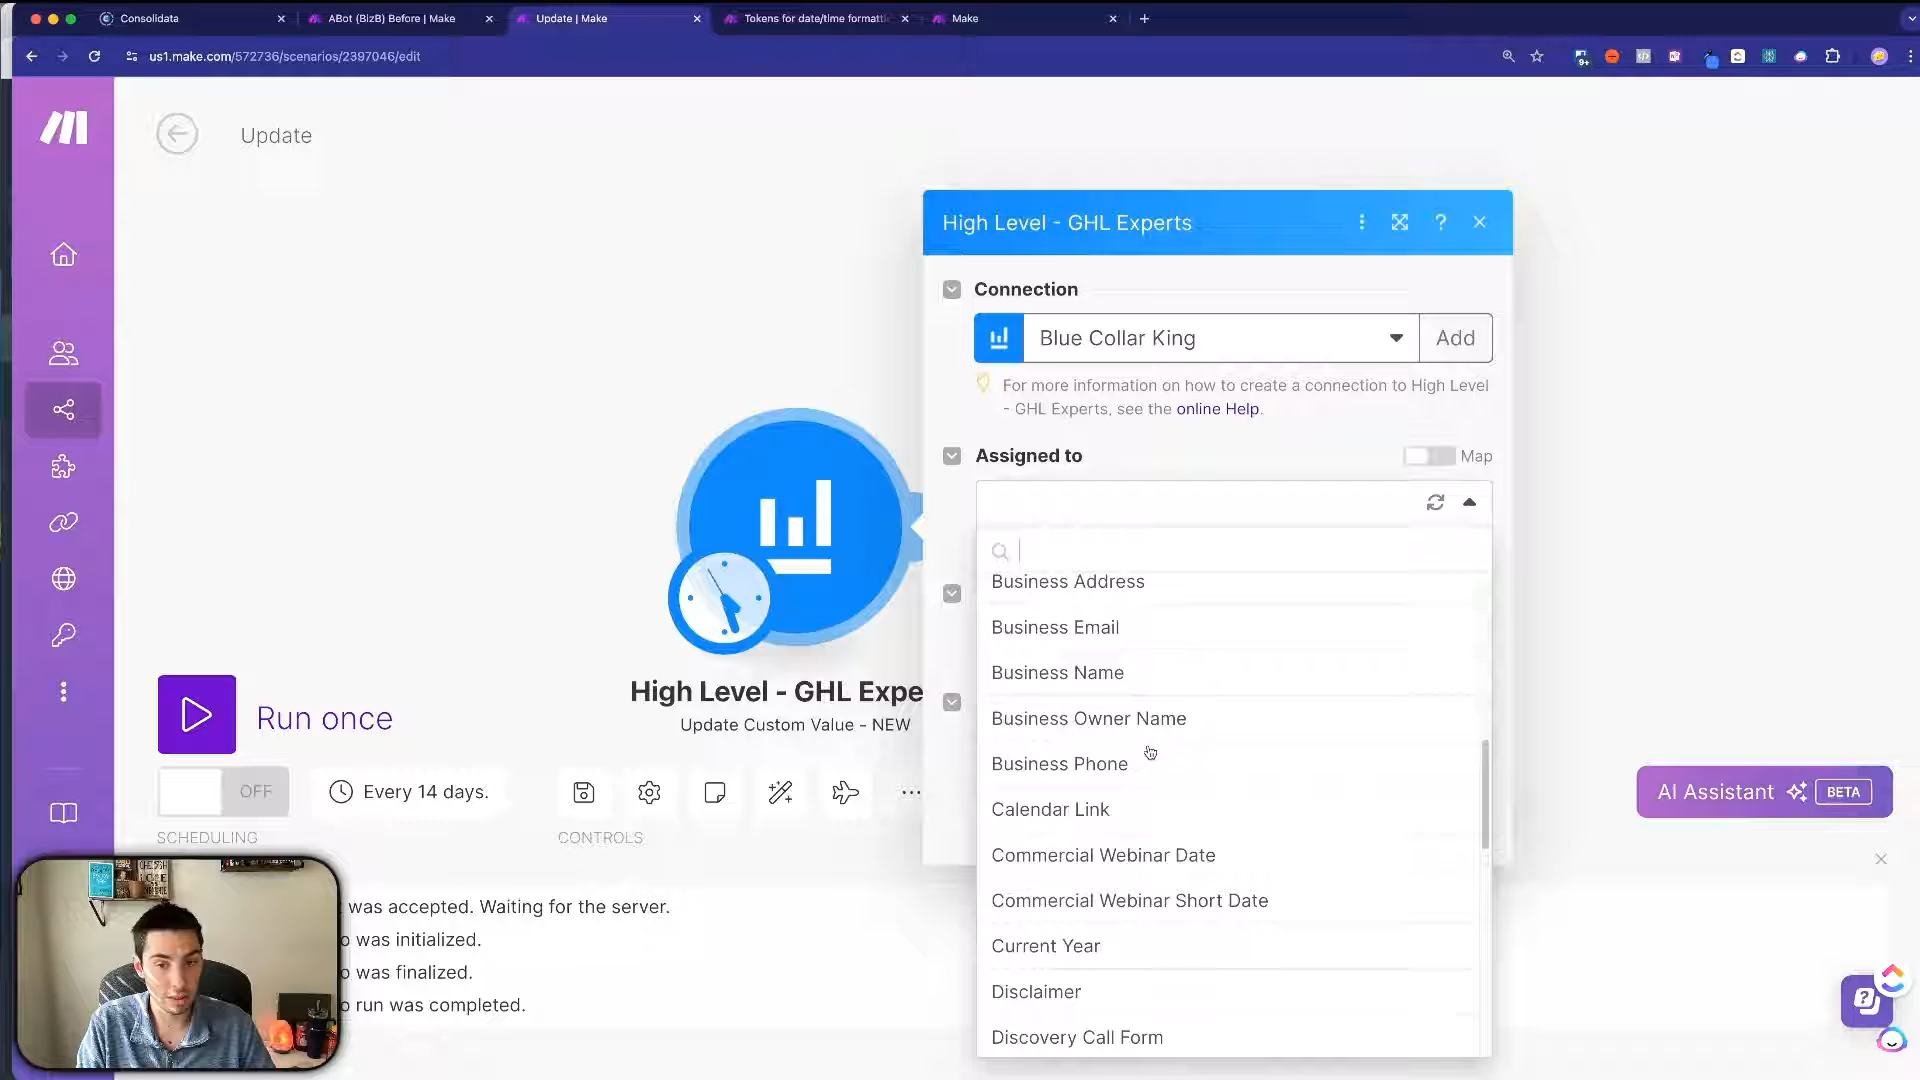 Consolidata
ABot (BizB) Before | Make
Update | Make
Tokens for date/time formatti
Make
us1.make.com/572736/scenarios/2397046/edit
9+
Update
High Level - GHL Experts
?
Connection
Blue Collar King
Add
For more information on how to create a connection to High Level
- GHL Experts, see the online Help.
Assigned to
Map
Business Address
Business Email
Business Name
Business Owner Name
Business Phone
Calendar Link
Commercial Webinar Date
Commercial Webinar Short Date
Current Year
Disclaimer
Discovery Call Form
High Level - GHL Expe
Update Custom Value - NEW
Run once
OFF
Every 14 days.
SCHEDULING
CONTROLS
AI Assistant
BETA
t was accepted. Waiting for the server.
o was initialized.
o was finalized.
o run was completed.